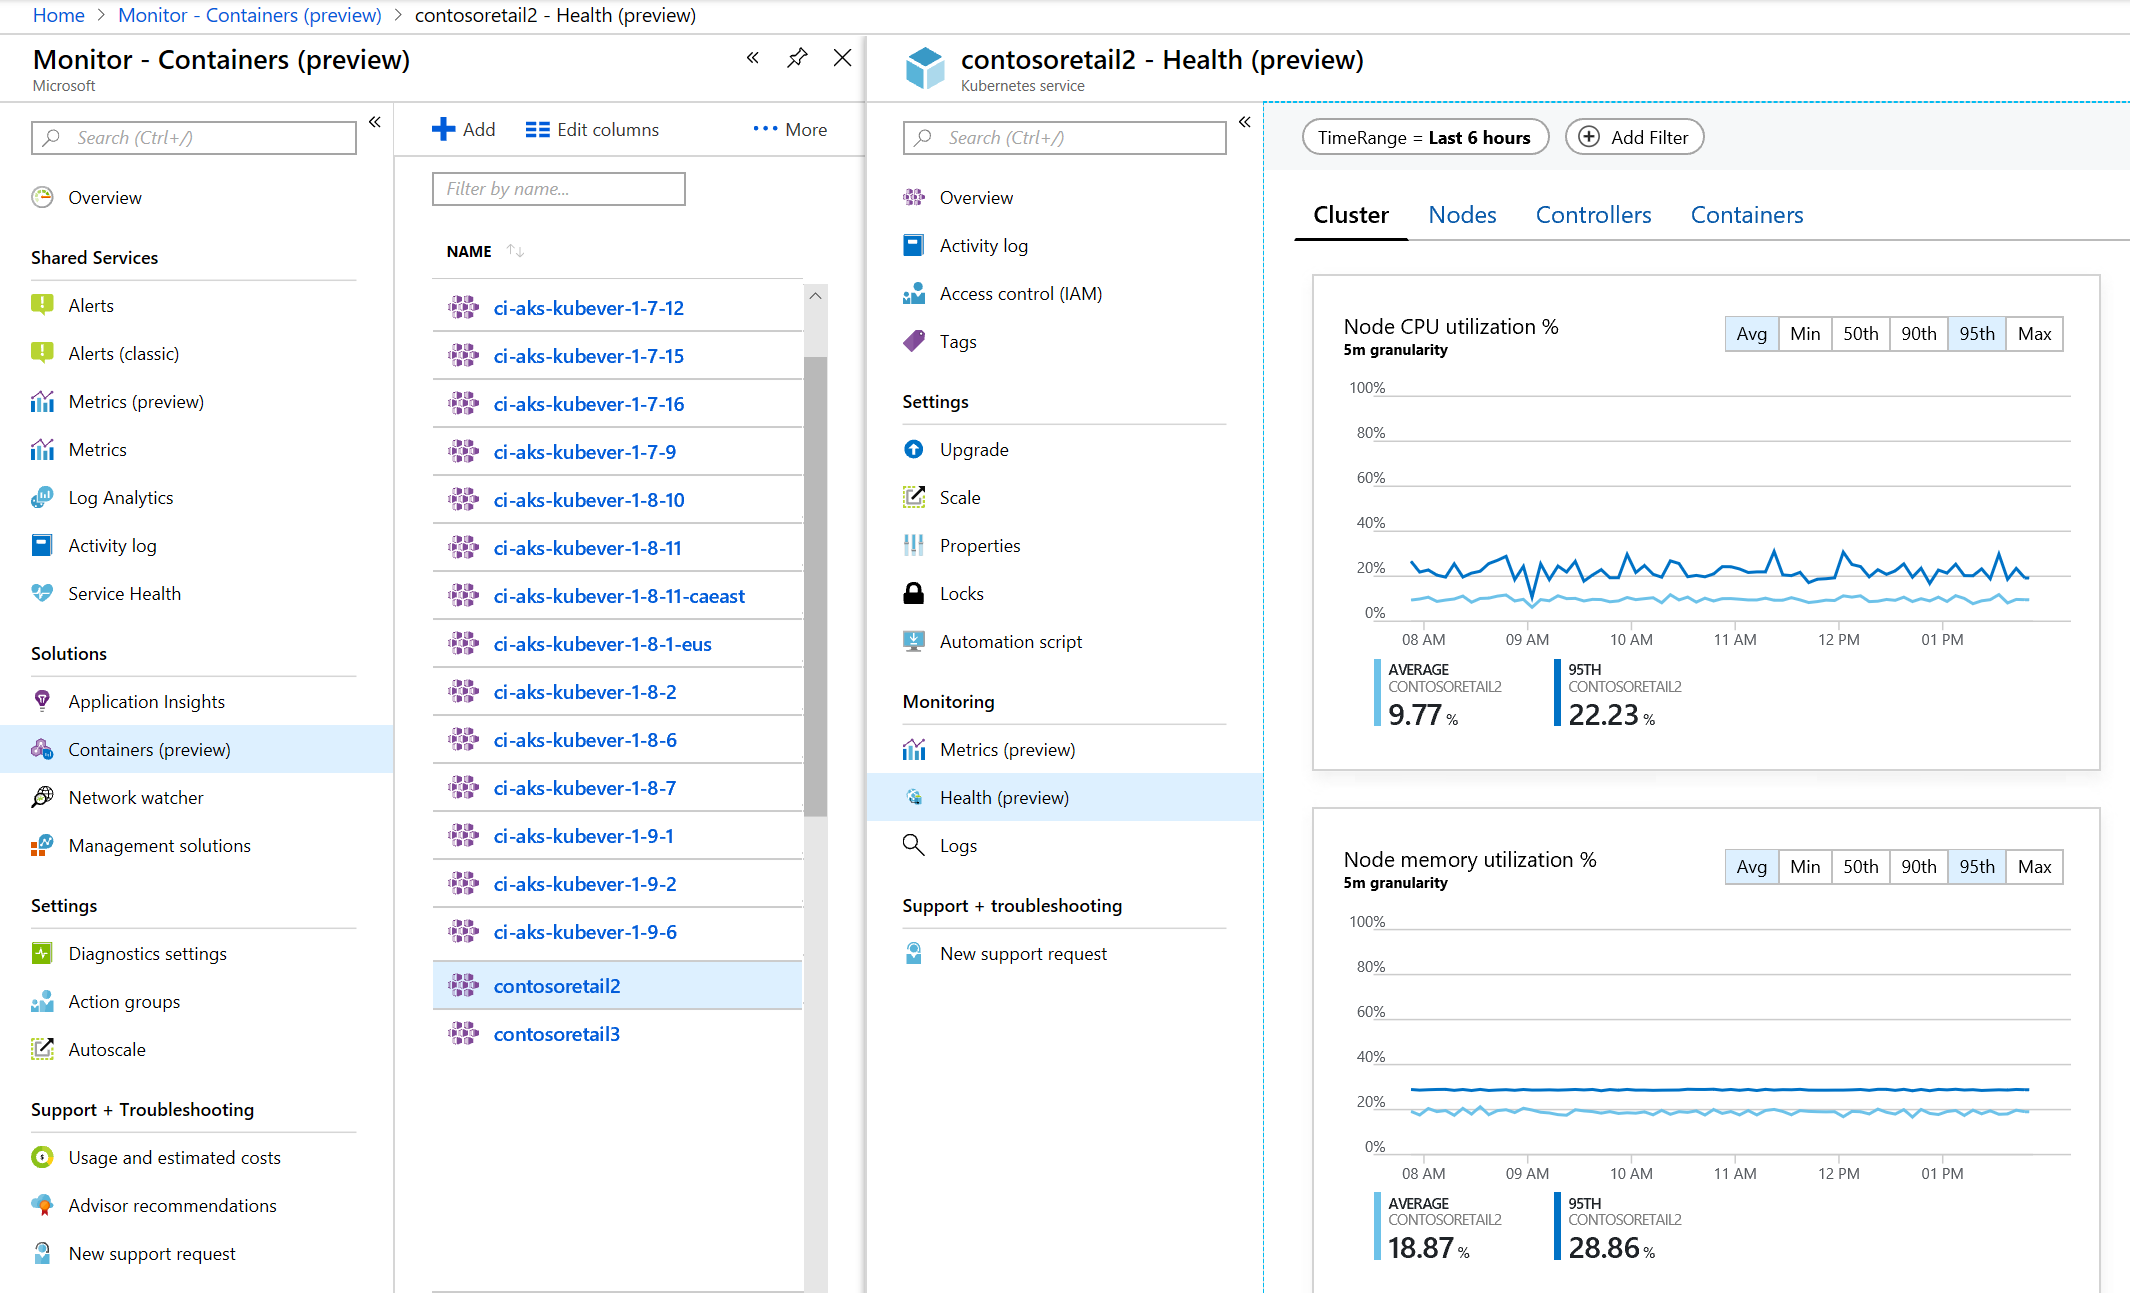 Home > Monitor - Containers (preview) > contosoretail2 - Health (preview)
Monitor - Containers (preview)
Microsoft
Search (Ctrl+/)
Overview
Shared Services
Alerts
Alerts (classic)
Metrics (preview)
Metrics
Log Analytics
Activity log
Service Health
Solutions
Application Insights
Containers (preview)
Network watcher
Management solutions
Settings
Diagnostics settings
Action groups
Autoscale
Support + Troubleshooting
Usage and estimated costs
Advisor recommendations
New support request
Add
Edit columns
More
Filter by name...
NAME
ci-aks-kubever-1-7-12
ci-aks-kubever-1-7-15
ci-aks-kubever-1-7-16
ci-aks-kubever-1-7-9
ci-aks-kubever-1-8-10
ci-aks-kubever-1-8-11
ci-aks-kubever-1-8-11-caeast
ci-aks-kubever-1-8-1-eus
ci-aks-kubever-1-8-2
ci-aks-kubever-1-8-6
ci-aks-kubever-1-8-7
ci-aks-kubever-1-9-1
ci-aks-kubever-1-9-2
ci-aks-kubever-1-9-6
contosoretail2
contosoretail3
contosoretail2 - Health (preview)
Kubernetes service
Search (Ctrl+/)
Overview
Activity log
Access control (IAM)
Tags
Settings
Upgrade
Scale
Properties
Locks
Automation script
Monitoring
Metrics (preview)
Health (preview)
Logs
Support + troubleshooting
New support request
TimeRange = Last 6 hours
Add Filter
Cluster Nodes Controllers Containers
Node CPU utilization %
5m granularity
Avg Min 50th 90th 95th Max
100%
80%
60%
40%
20%
0%
08 AM 09 AM 10 AM 11 AM 12 PM 01 PM
AVERAGE
CONTOSORETAIL2
9.77 %
95TH
CONTOSORETAIL2
22.23 %
Node memory utilization %
5m granularity
Avg Min 50th 90th 95th Max
100%
80%
60%
40%
20%
0%
08 AM 09 AM 10 AM 11 AM 12 PM 01 PM
AVERAGE
CONTOSORETAIL2
18.87 %
95TH
CONTOSORETAIL2
28.86 %